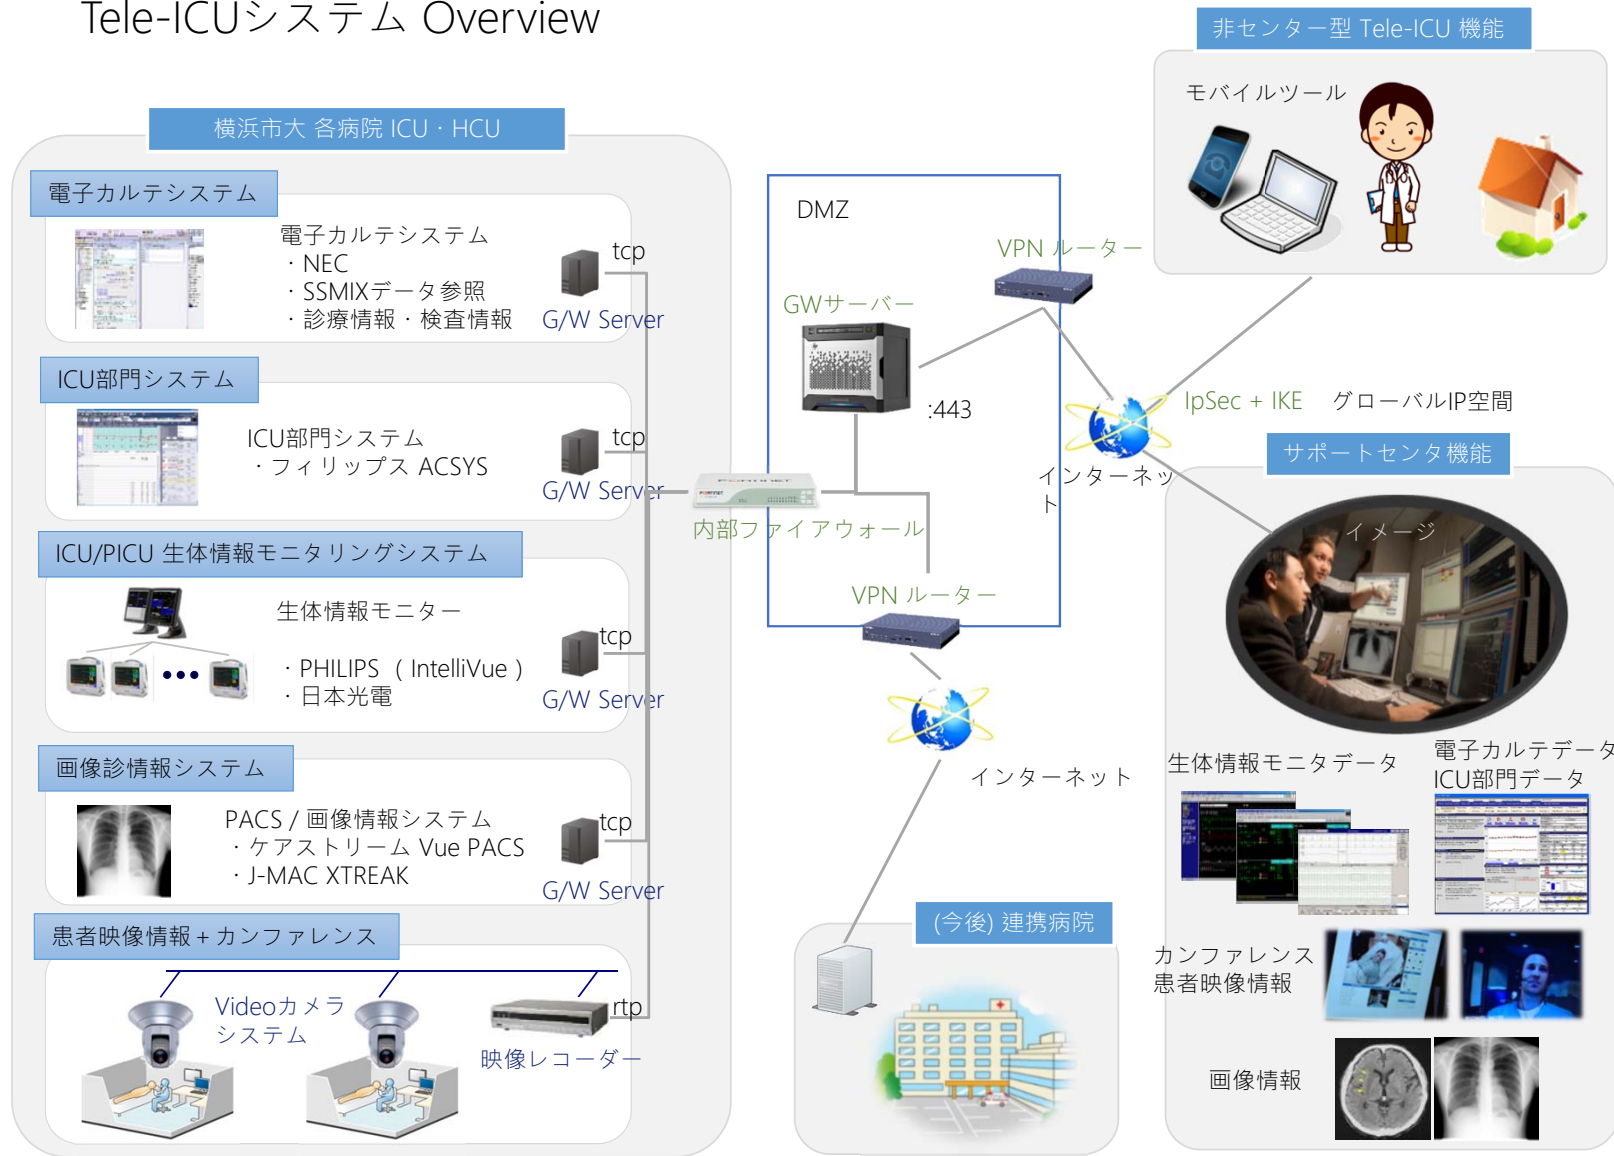 Tele-ICUシステム Overview
非センター型 Tele-ICU 機能
モバイルツール
横浜市大 各病院 ICU・HCU
電子カルテシステム
電子カルテシステム
・NEC
・SSMIXデータ参照
・診療情報・検査情報
tcp
G/W Server
ICU部門システム
ICU部門システム
・フィリップス ACSYS
tcp
G/W Server
ICU/PICU 生体情報モニタリングシステム
生体情報モニター
・PHILIPS （ IntelliVue ）
・日本光電
tcp
G/W Server
画像診情報システム
PACS / 画像情報システム
・ケアストリーム Vue PACS
・J-MAC XTREAK
tcp
G/W Server
患者映像情報＋カンファレンス
Videoカメラ
システム
rtp
映像レコーダー
DMZ
VPN ルーター
GWサーバー
:443
FORTINET
内部ファイアウォール
VPN ルーター
インターネッ
ト
IpSec + IKE
グローバルIP空間
インターネット
(今後) 連携病院
サポートセンタ機能
イメージ
生体情報モニタデータ
電子カルテデータ
ICU部門データ
カンファレンス
患者映像情報
画像情報